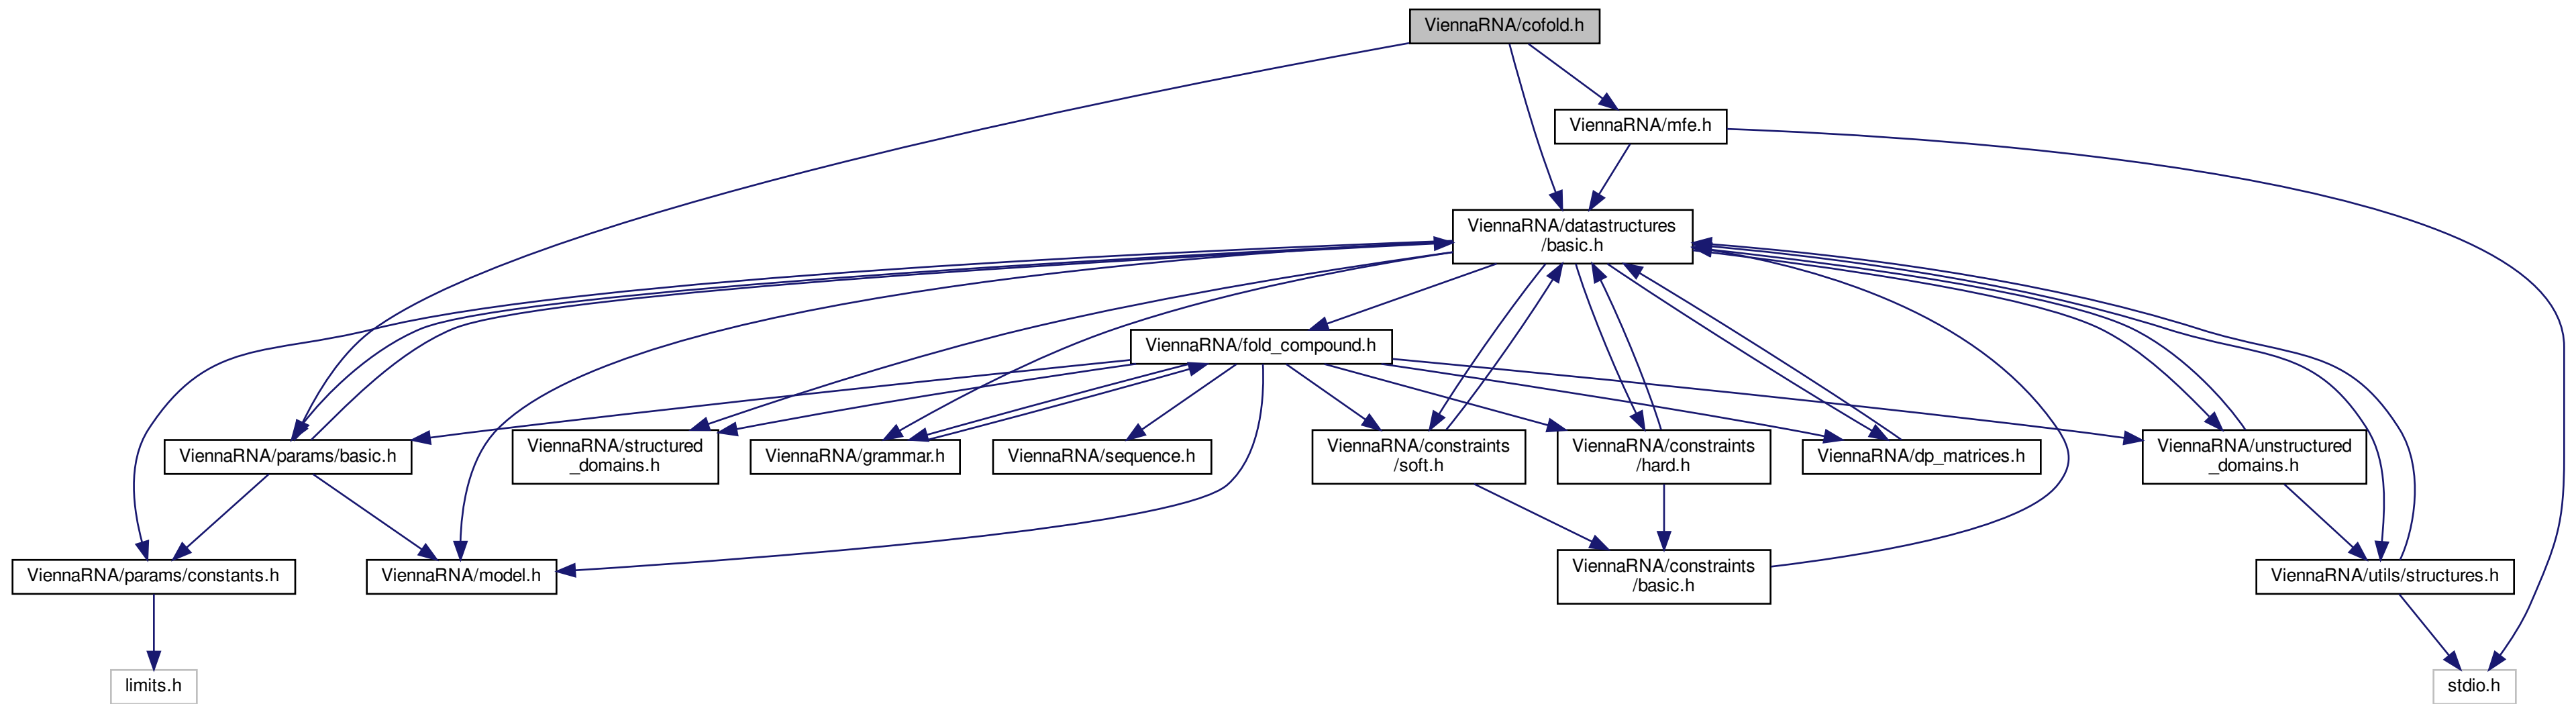 ViennaRNA/cofold.h
ViennaRNA/mfe.h
ViennaRNA/datastructures
/basic.h
ViennaRNA/fold_compound.h
ViennaRNA/params/basic.h
ViennaRNA/structured
_domains.h
ViennaRNA/grammar.h
ViennaRNA/sequence.h
ViennaRNA/constraints
/soft.h
ViennaRNA/constraints
/hard.h
ViennaRNA/dp_matrices.h
ViennaRNA/unstructured
_domains.h
ViennaRNA/params/constants.h
ViennaRNA/model.h
ViennaRNA/constraints
/basic.h
ViennaRNA/utils/structures.h
limits.h
stdio.h